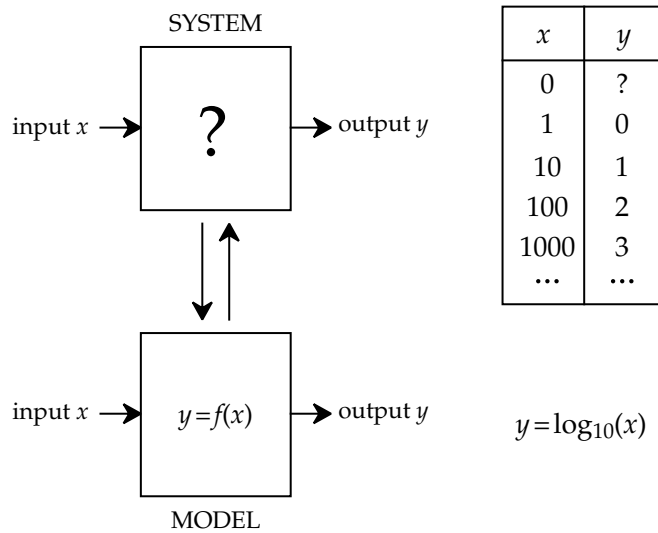 SYSTEM
input x
?
output y
input x
y=f(x)
output y
MODEL
x y
0 ?
1 0
10 1
100 2
1000 3
... ...
y=log₁₀(x)